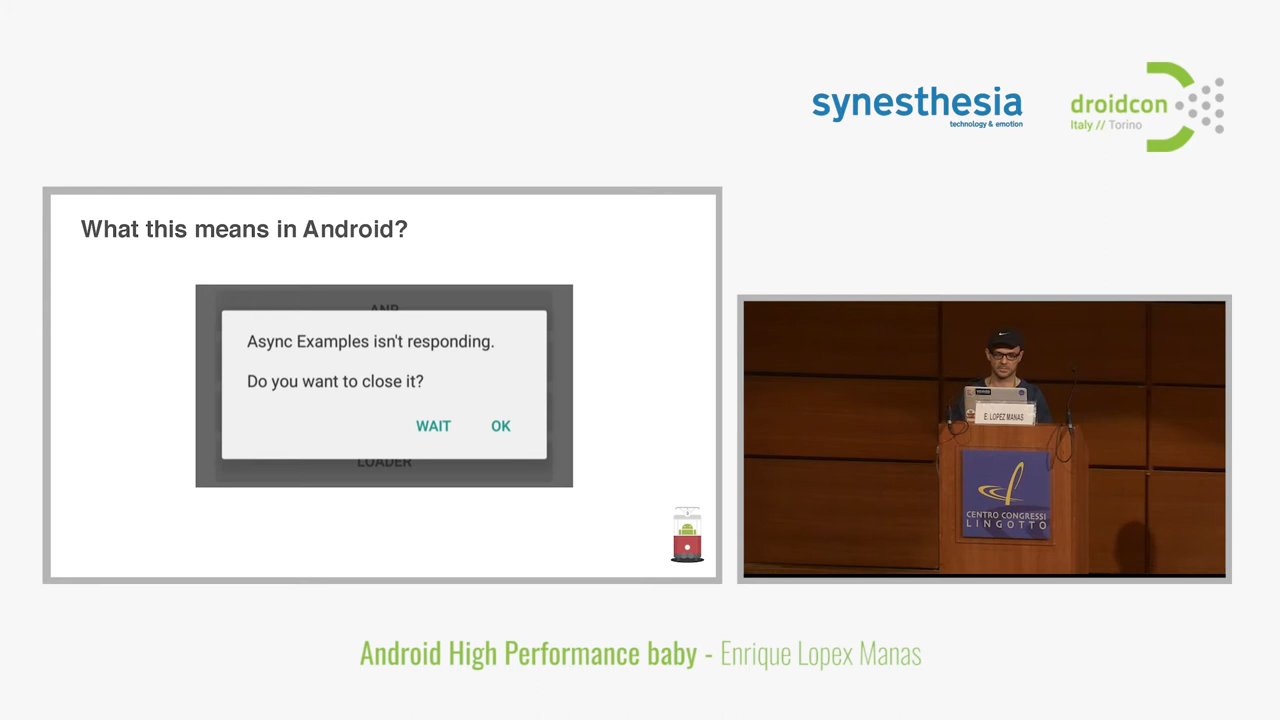 synesthesia
technology & emotion
droidcon
Italy // Torino
What this means in Android?
ANR
Async Examples isn't responding.
Do you want to close it?
WAIT OK
LOADER
E. LOPEZ MANAS
CENTRO CONGRESSI
LINGOTTO
Android High Performance baby - Enrique Lopex Manas